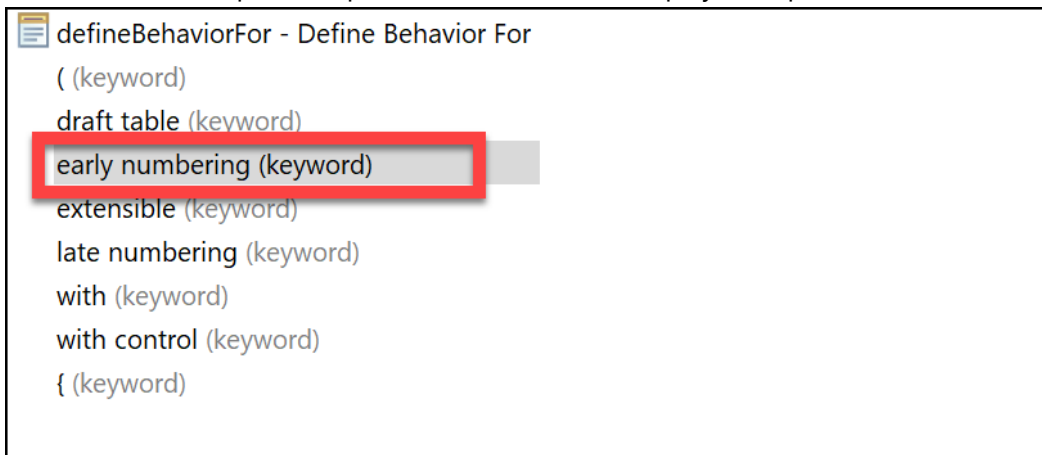 defineBehaviorFor - Define Behavior For
( (keyword)
draft table (keyword)
early numbering (keyword)
extensible (keyword)
late numbering (keyword)
with (keyword)
with control (keyword)
{ (keyword)